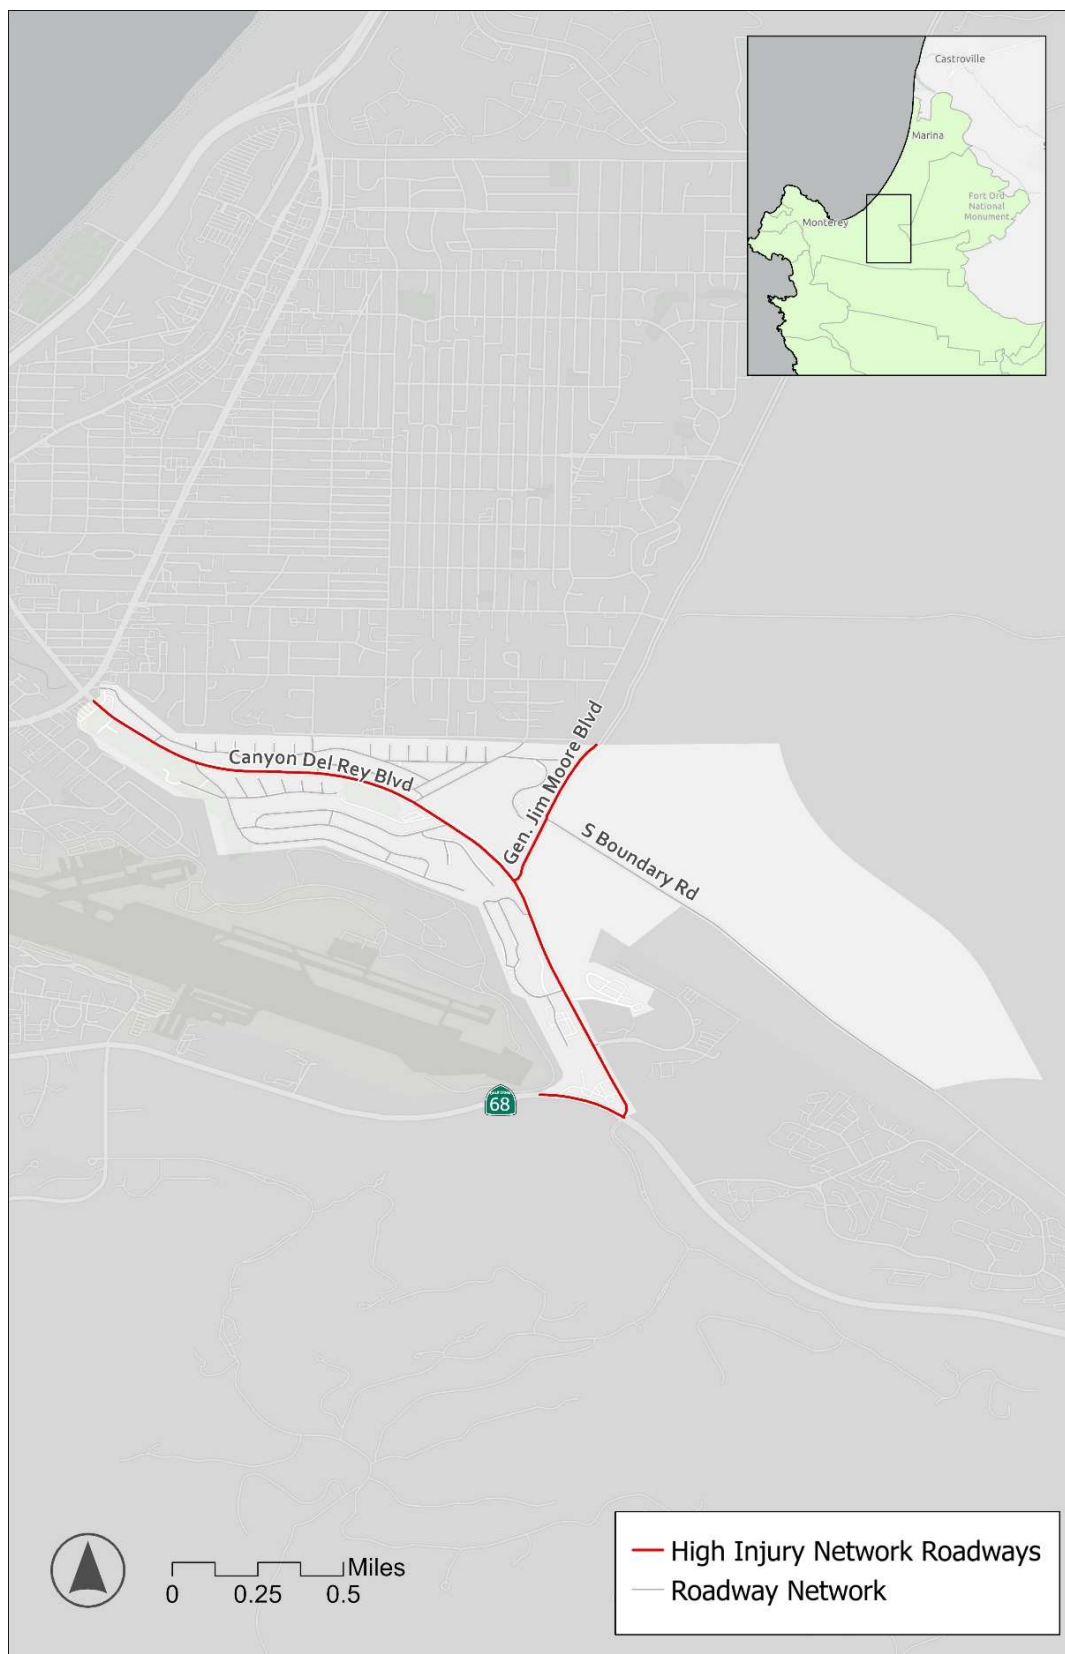 Castroville
Marina
Fort Ord
National
Monument
Monterey
Gen. Jim Moore Blvd
Canyon Del Rey Blvd
S Boundary Rd
68
High Injury Network Roadways
Roadway Network
Miles
0 0.25 0.5